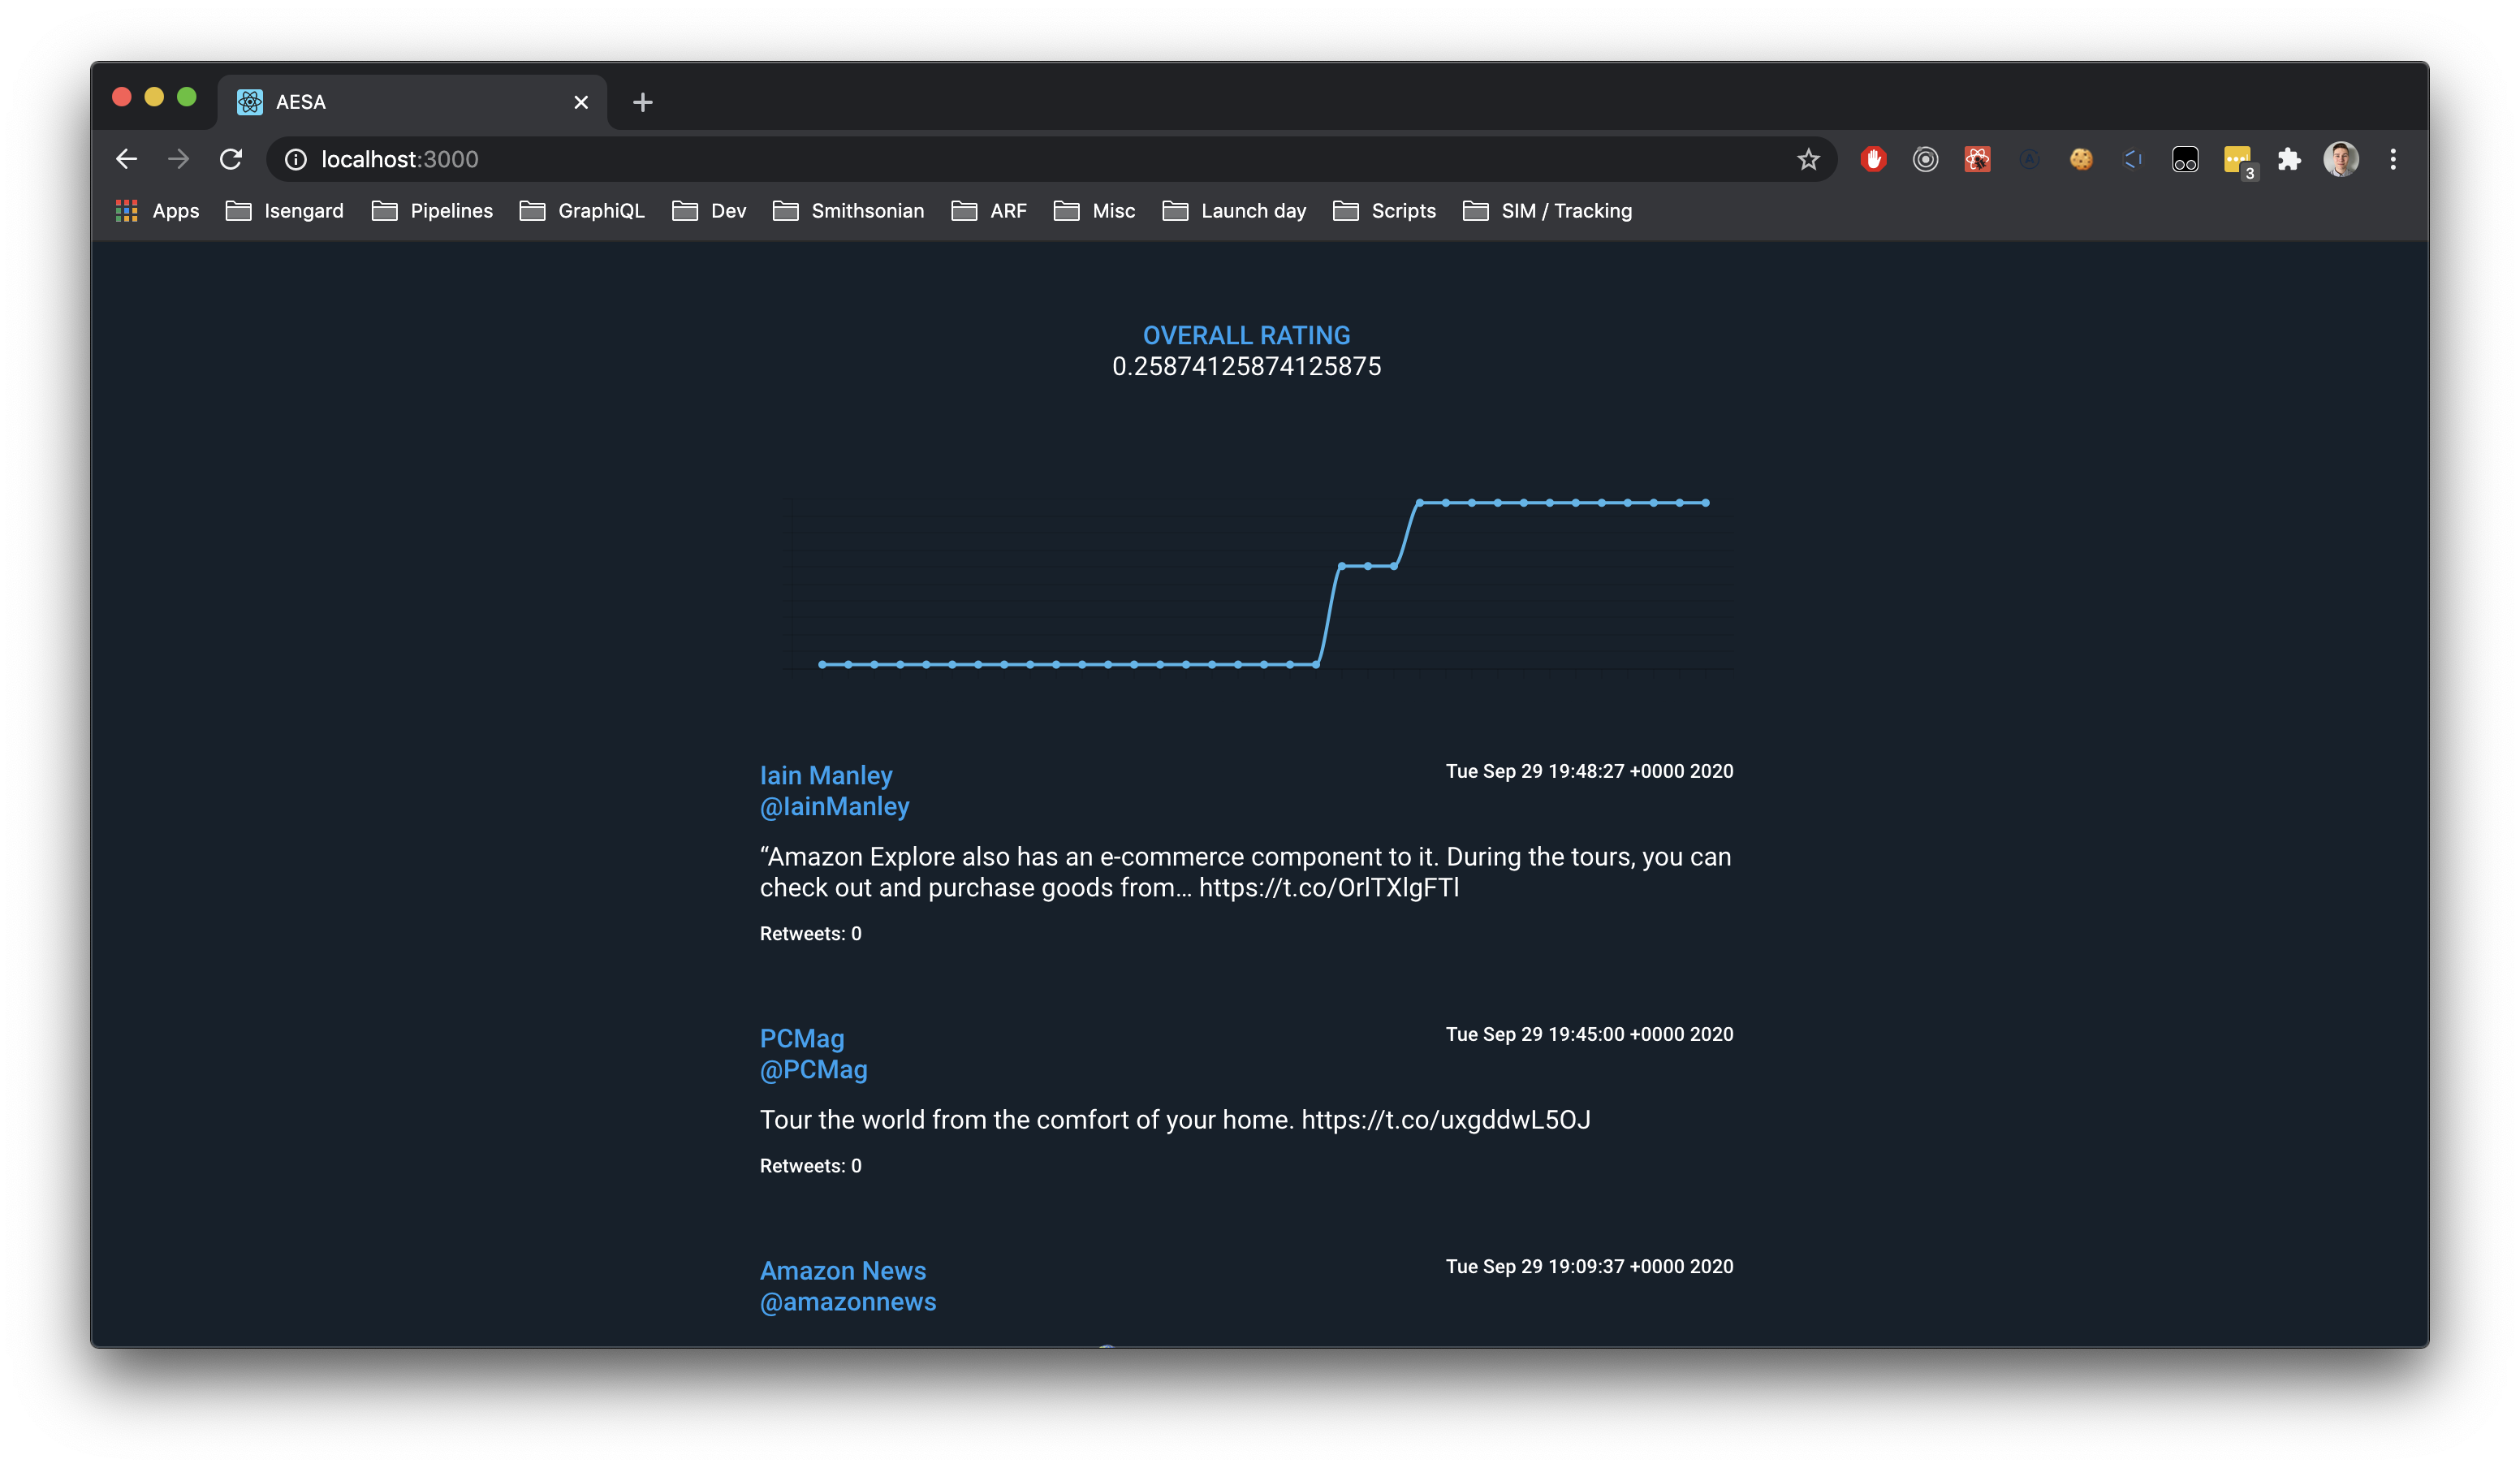 AESA
localhost:3000
3
Apps Isengard Pipelines GraphiQL Dev Smithsonian ARF Misc Launch day Scripts SIM / Tracking
OVERALL RATING
0.25874125874125875
Iain Manley
Tue Sep 29 19:48:27 +0000 2020
@IainManley
“Amazon Explore also has an e-commerce component to it. During the tours, you can
check out and purchase goods from… https://t.co/OrlTXlgFTl
Retweets: 0
PCMag
Tue Sep 29 19:45:00 +0000 2020
@PCMag
Tour the world from the comfort of your home. https://t.co/uxgddwL5OJ
Retweets: 0
Amazon News
Tue Sep 29 19:09:37 +0000 2020
@amazonnews